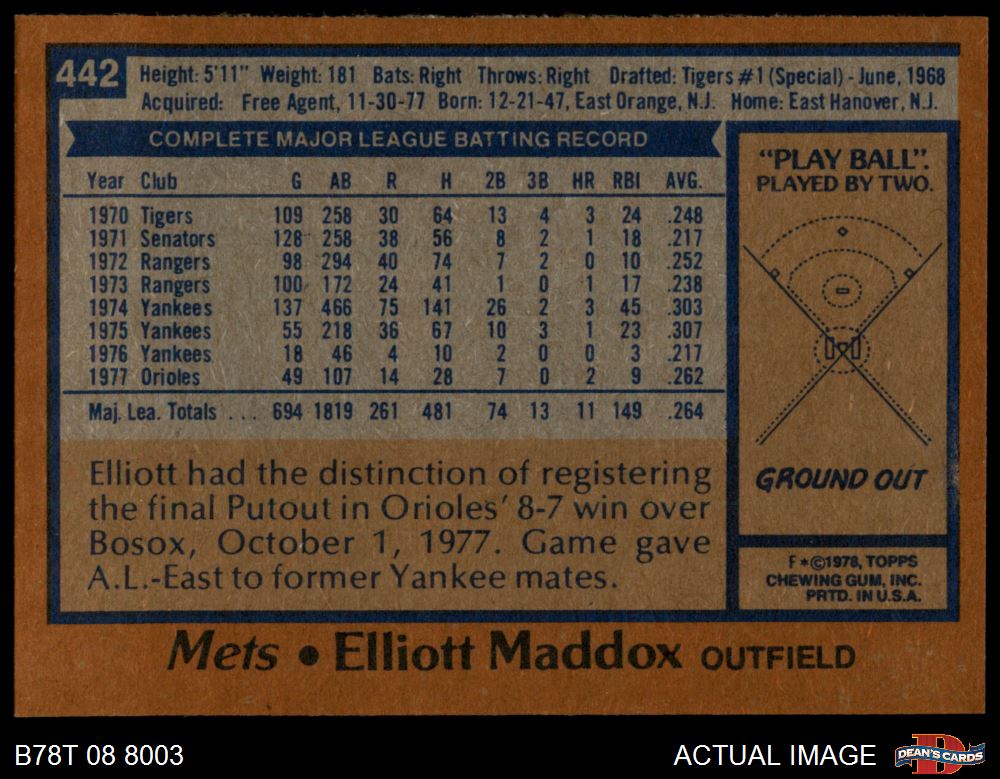 442
Height: 5'11" Weight: 181 Bats: Right Throws: Right Drafted: Tigers #1 (Special) - June, 1968
Acquired: Free Agent, 11-30-77 Born: 12-21-47, East Orange, N.J. Home: East Hanover, N.J.
COMPLETE MAJOR LEAGUE BATTING RECORD
Year Club G AB R H 2B 3B HR RBI AVG.
1970 Tigers 109 258 30 64 13 4 3 24 .248
1971 Senators 128 258 38 56 8 2 1 18 .217
1972 Rangers 98 294 40 74 7 2 0 10 .252
1973 Rangers 100 172 24 41 1 0 1 17 .238
1974 Yankees 137 466 75 141 26 2 3 45 .303
1975 Yankees 55 218 36 67 10 3 1 23 .307
1976 Yankees 18 46 4 10 2 0 0 3 .217
1977 Orioles 49 107 14 28 7 0 2 9 .262
Maj. Lea. Totals ... 694 1819 261 481 74 13 11 149 .264
Elliott had the distinction of registering
the final Putout in Orioles' 8-7 win over
Bosox, October 1, 1977. Game gave
A.L.-East to former Yankee mates.
"PLAY BALL".
PLAYED BY TWO.
GROUND OUT
F * © 1978, TOPPS
CHEWING GUM, INC.
PRTD. IN U.S.A.
Mets • Elliott Maddox OUTFIELD
B78T 08 8003
ACTUAL IMAGE
D
DEAN'S CARDS